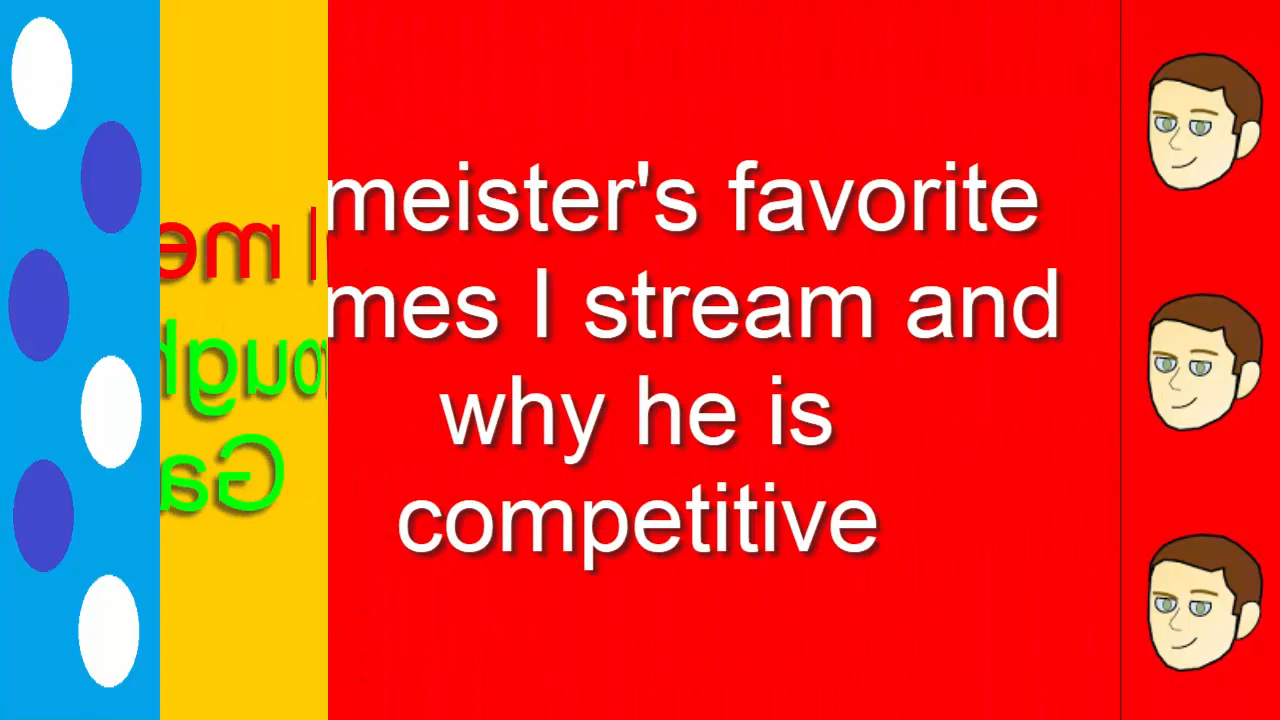 meister's favorite
mes I stream and
why he is
competitive